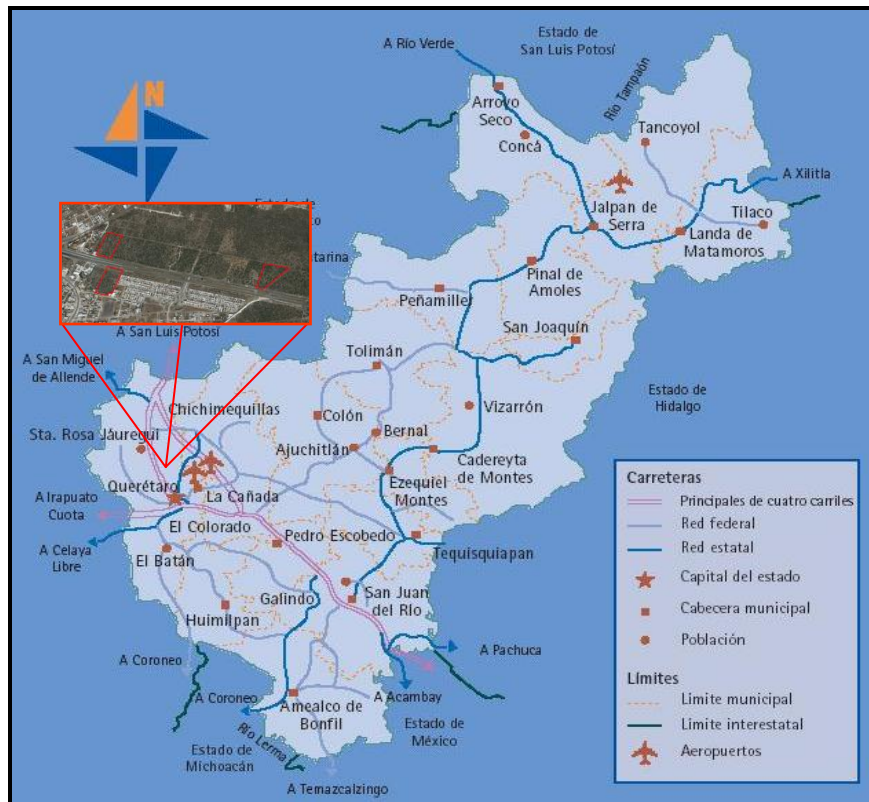 Estado de
San Luis Potosí
A Río Verde
N
Arroyo
Seco
Río Tampaón
Tancoyol
Concá
A Xilitla
Jalpan de
Serra
Tilaco
Landa de
Matamoros
Estado de
Pinal de
Amoles
Peñamiller
San Joaquín
A San Luis Potosí
Tolimán
A San Miguel
de Allende
Estado de
Hidalgo
Chichimequillas
Colón
Vizarrón
Sta. Rosa Jáuregui
Ajuchitlán
Bernal
Cadereyta
de Montes
Ezequiel
Montes
Querétaro
La Cañada
A Irapuato
Cuota
El Colorado
Pedro Escobedo
Tequisquiapan
A Celaya
Libre
El Batán
Galindo
San Juan
del Río
Huimilpan
A Pachuca
A Coroneo
A Coroneo
A Acambay
Amealco de
Bonfil
Estado de
México
Río Lerma
Estado de
Michoacán
A Temazcalzingo
Carreteras
Principales de cuatro carriles
Red federal
Red estatal
Capital del estado
Cabecera municipal
Población
Límites
Limite municipal
Limite interestatal
Aeropuertos